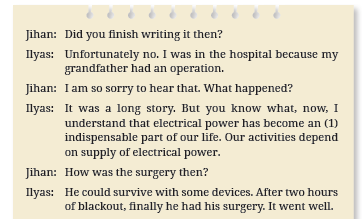 Jihan: Did you finish writing it then?
Ilyas: Unfortunately no. I was in the hospital because my
grandfather had an operation.
Jihan: I am so sorry to hear that. What happened?
Ilyas: It was a long story. But you know what, now, I
understand that electrical power has become an (1)
indispensable part of our life. Our activities depend
on supply of electrical power.
Jihan: How was the surgery then?
Ilyas: He could survive with some devices. After two hours
of blackout, finally he had his surgery. It went well.